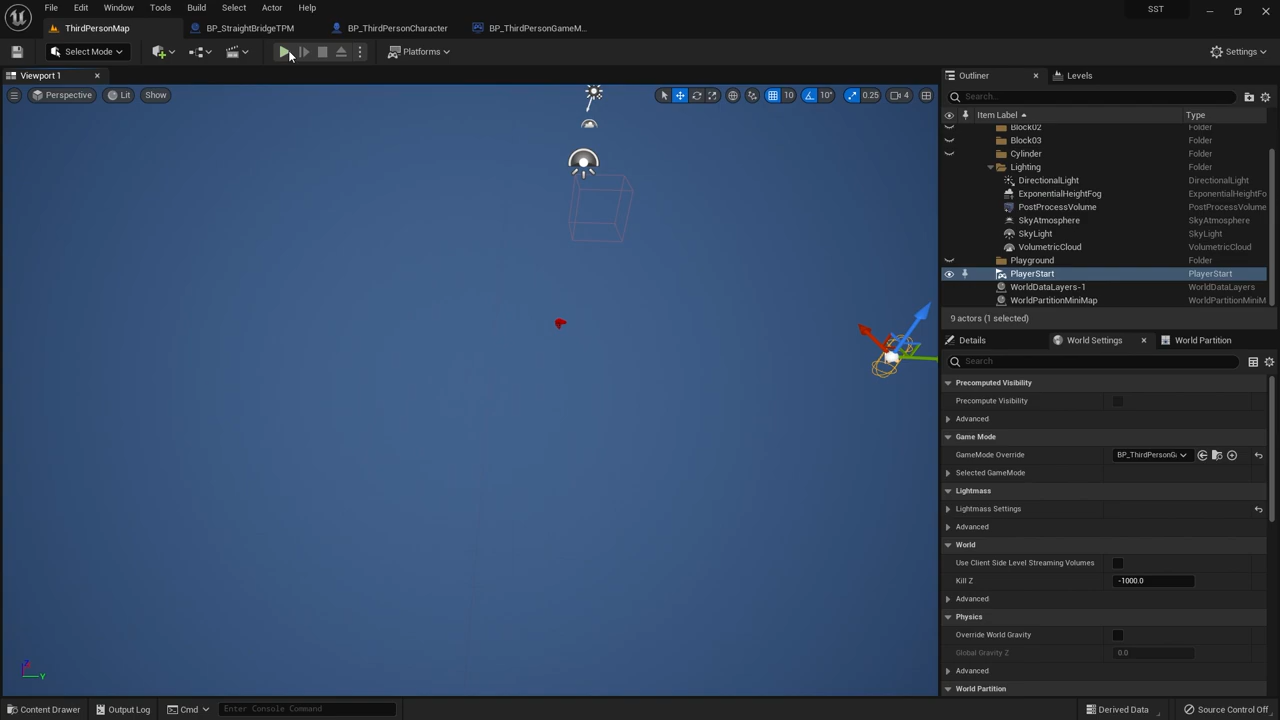 File Edit Window Tools Build Select Actor Help
SST
ThirdPersonMap BP_StraightBridgeTPM BP_ThirdPersonCharacter BP_ThirdPersonGameM...
Select Mode Platforms Settings
Viewport 1
Perspective Lit Show 10 10° 0.25 4
Outliner Levels
Search...
Item Label Type
Block02 Folder
Block03 Folder
Cylinder Folder
Lighting Folder
DirectionalLight DirectionalLight
ExponentialHeightFog ExponentialHeightFo
PostProcessVolume PostProcessVolume
SkyAtmosphere SkyAtmosphere
SkyLight SkyLight
VolumetricCloud VolumetricCloud
Playground Folder
PlayerStart PlayerStart
WorldDataLayers-1 WorldDataLayers
WorldPartitionMiniMap WorldPartitionMiniM
9 actors (1 selected)
Details World Settings World Partition
Search
Precomputed Visibility
Precompute Visibility
Advanced
Game Mode
GameMode Override BP_ThirdPersonGa
Selected GameMode
Lightmass
Lightmass Settings
Advanced
World
Use Client Side Level Streaming Volumes
Kill Z -1000.0
Advanced
Physics
Override World Gravity
Global Gravity Z 0.0
Advanced
World Partition
Z
Y
Content Drawer Output Log Cmd Enter Console Command Derived Data Source Control Off